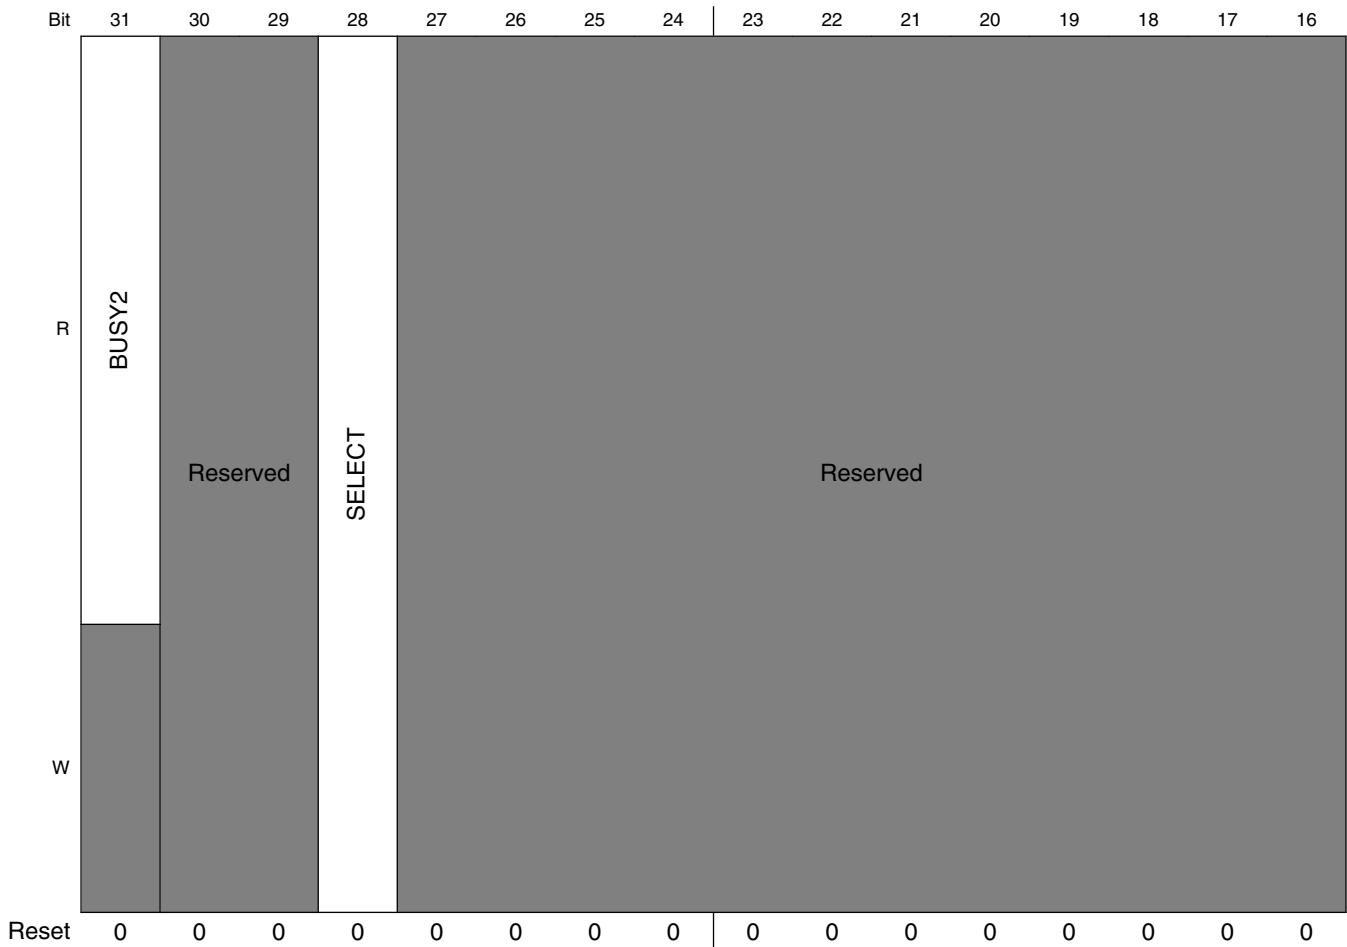 Bit 31 30 29 28 27 26 25 24 23 22 21 20 19 18 17 16
R
BUSY2
Reserved
SELECT
Reserved
W
Reset 0 0 0 0 0 0 0 0 0 0 0 0 0 0 0 0